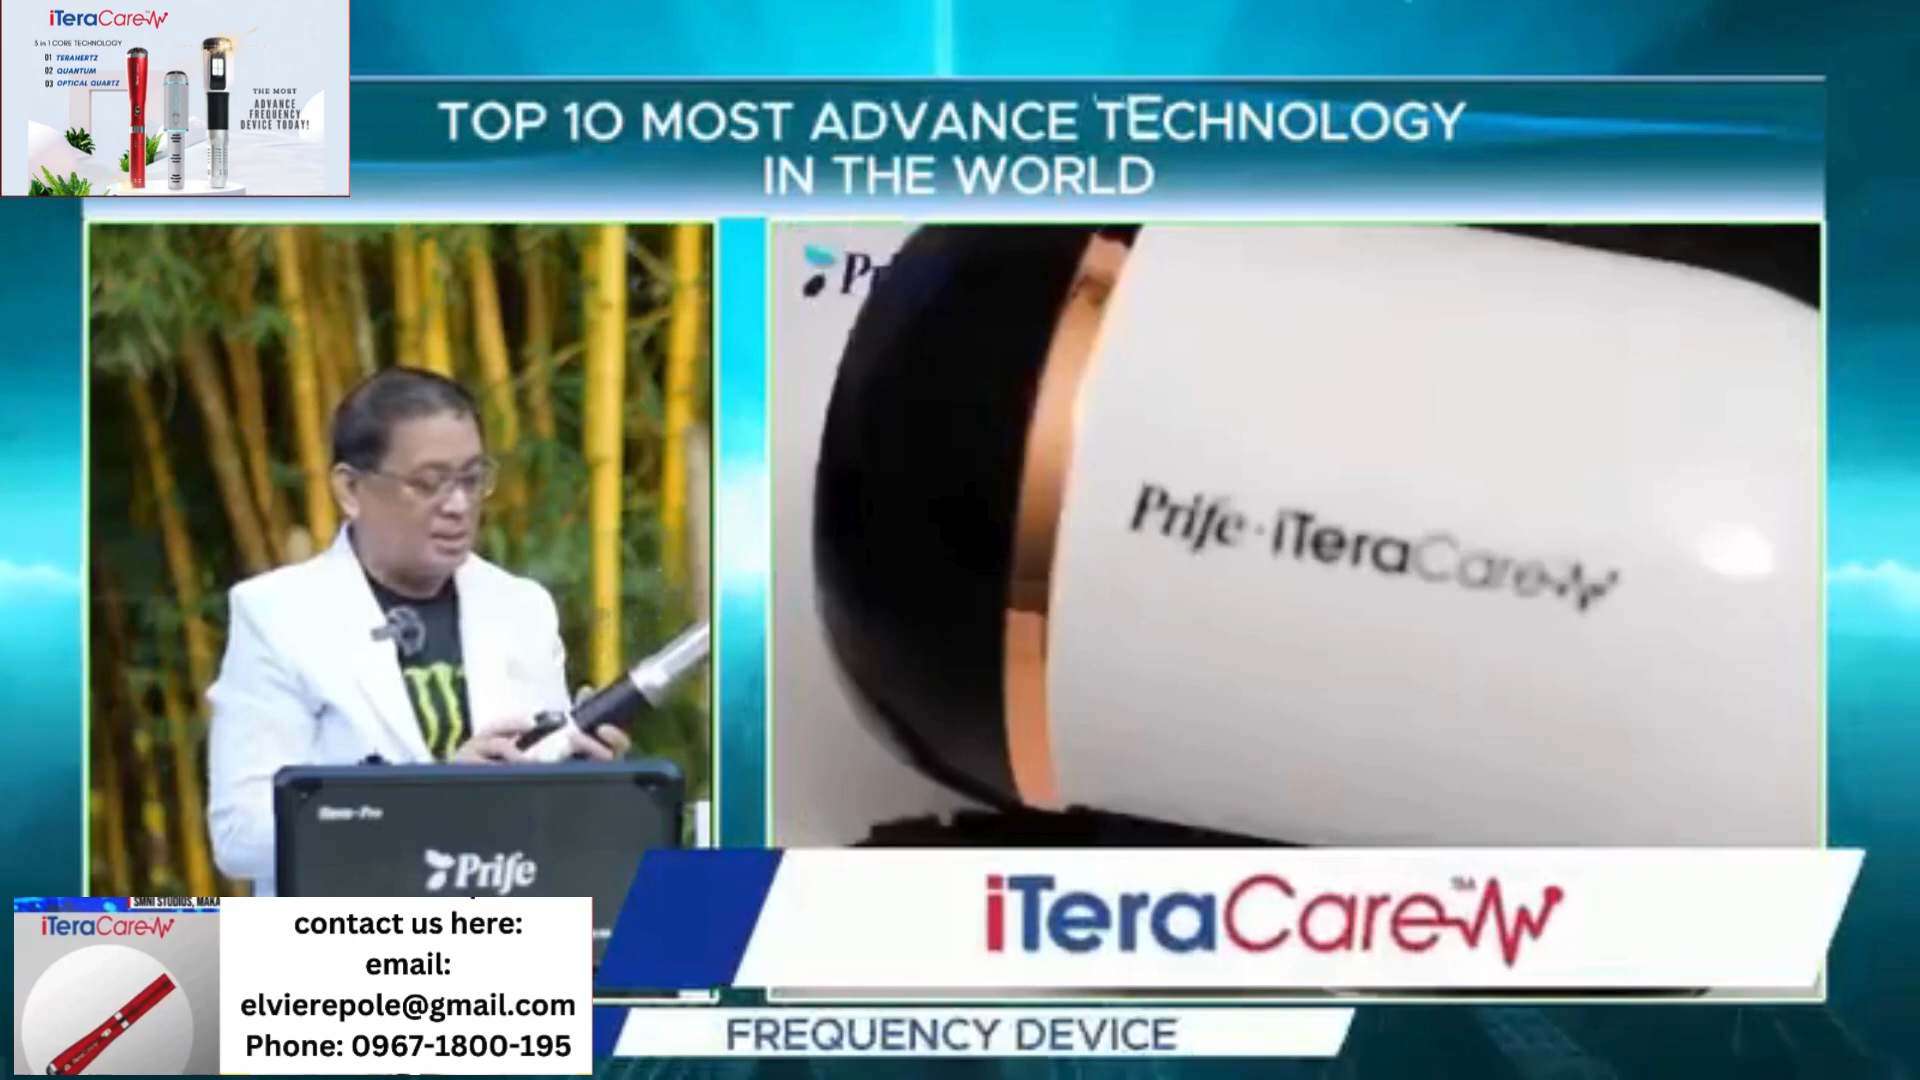 iTeraCare
3 in 1 CORE TECHNOLOGY
01 TERAHERTZ
02 QUANTUM
03 OPTICAL QUARTZ
THE MOST
ADVANCE
FREQUENCY
DEVICE TODAY!
TOP 10 MOST ADVANCE TECHNOLOGY
IN THE WORLD
Prife · iTeraCare
Prife
SMNI STUDIOS, MAKA
iTeraCare
contact us here:
email:
elvierepole@gmail.com
Phone: 0967-1800-195
iTeraCare™
FREQUENCY DEVICE